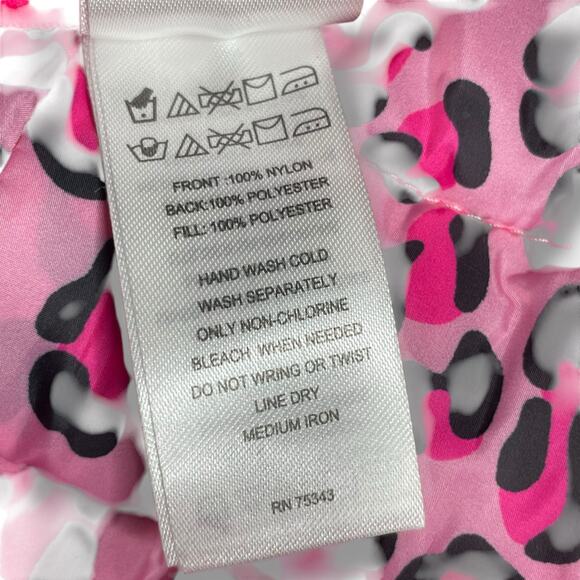 FRONT :100% NYLON
BACK:100% POLYESTER
FILL: 100% POLYESTER
HAND WASH COLD
WASH SEPARATELY
ONLY NON-CHLORINE
BLEACH WHEN NEEDED
DO NOT WRING OR TWIST
LINE DRY
MEDIUM IRON
RN 75343